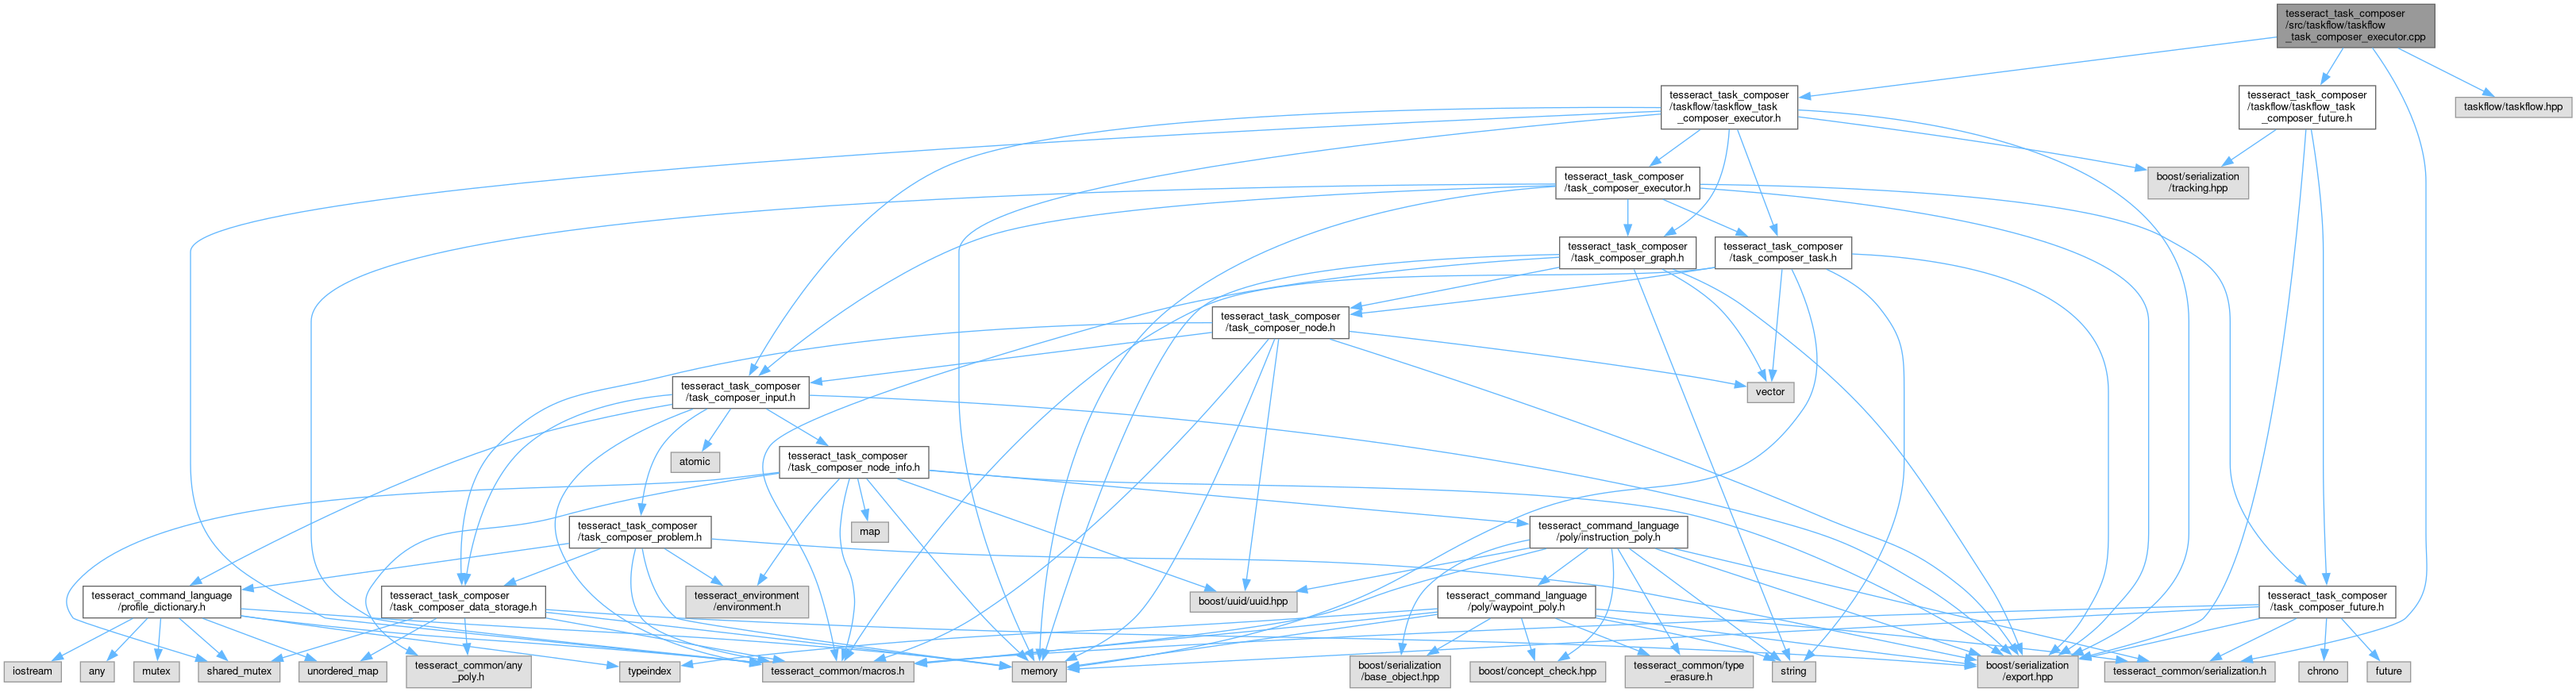 tesseract_task_composer
/src/taskflow/taskflow
_task_composer_executor.cpp
tesseract_task_composer
/taskflow/taskflow_task
_composer_executor.h
tesseract_task_composer
/taskflow/taskflow_task
_composer_future.h
taskflow/taskflow.hpp
tesseract_task_composer
/task_composer_executor.h
boost/serialization
/tracking.hpp
tesseract_task_composer
/task_composer_graph.h
tesseract_task_composer
/task_composer_task.h
tesseract_task_composer
/task_composer_node.h
tesseract_task_composer
/task_composer_input.h
vector
atomic
tesseract_task_composer
/task_composer_node_info.h
tesseract_task_composer
/task_composer_problem.h
map
tesseract_command_language
/poly/instruction_poly.h
tesseract_command_language
/profile_dictionary.h
tesseract_task_composer
/task_composer_data_storage.h
tesseract_environment
/environment.h
boost/uuid/uuid.hpp
tesseract_command_language
/poly/waypoint_poly.h
tesseract_task_composer
/task_composer_future.h
iostream
any
mutex
shared_mutex
unordered_map
tesseract_common/any
_poly.h
typeindex
tesseract_common/macros.h
memory
boost/serialization
/base_object.hpp
boost/concept_check.hpp
tesseract_common/type
_erasure.h
string
boost/serialization
/export.hpp
tesseract_common/serialization.h
chrono
future